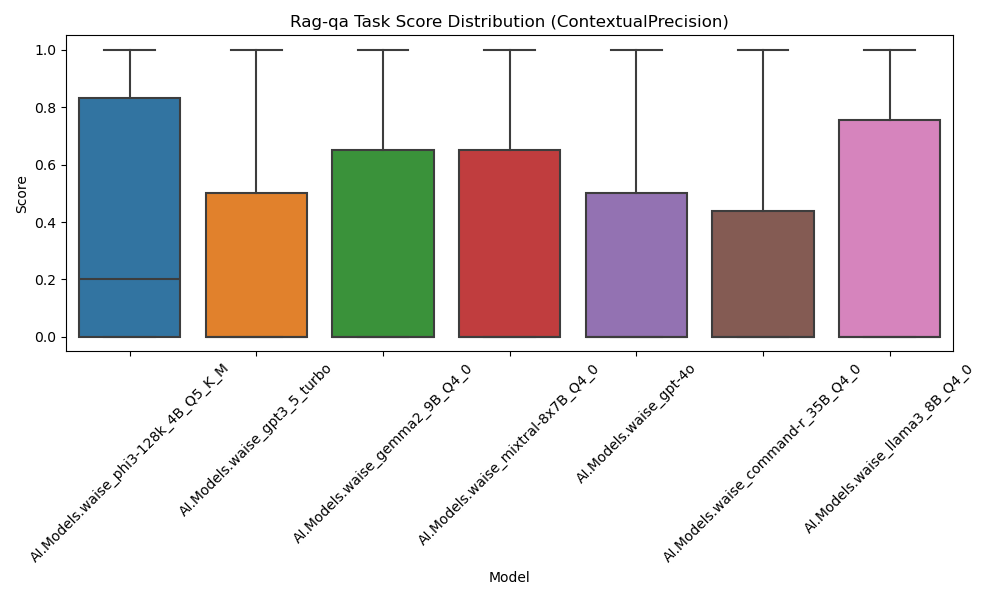 Rag-qa Task Score Distribution (ContextualPrecision)
1.0
0.8
0.6
0.4
0.2
0.0
Score
AI.Models.waise_phi3-128k_4B_Q5_K_M
AI.Models.waise_gpt3_5_turbo
AI.Models.waise_gemma2_9B_Q4_0
AI.Models.waise_mixtral-8x7B_Q4_0
AI.Models.waise_gpt-4o
AI.Models.waise_command-r_35B_Q4_0
AI.Models.waise_llama3_8B_Q4_0
Model